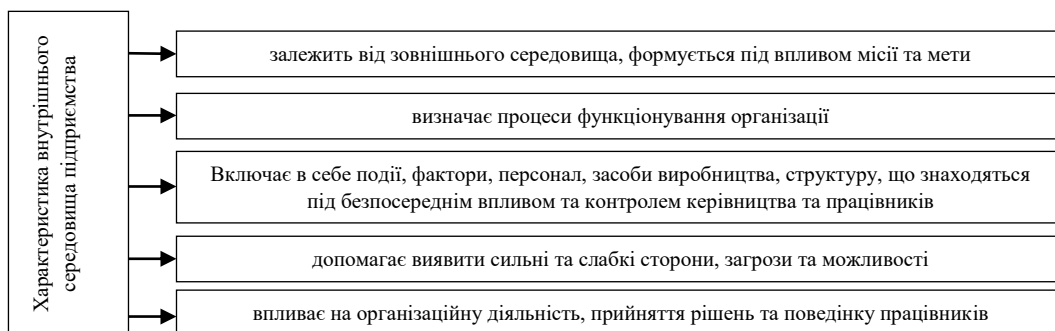 Характеристика внутрішнього
середовища підприємства
залежить від зовнішнього середовища, формується під впливом місії та мети
визначає процеси функціонування організації
Включає в себе події, фактори, персонал, засоби виробництва, структуру, що знаходяться
під безпосереднім впливом та контролем керівництва та працівників
допомагає виявити сильні та слабкі сторони, загрози та можливості
впливає на організаційну діяльність, прийняття рішень та поведінку працівників